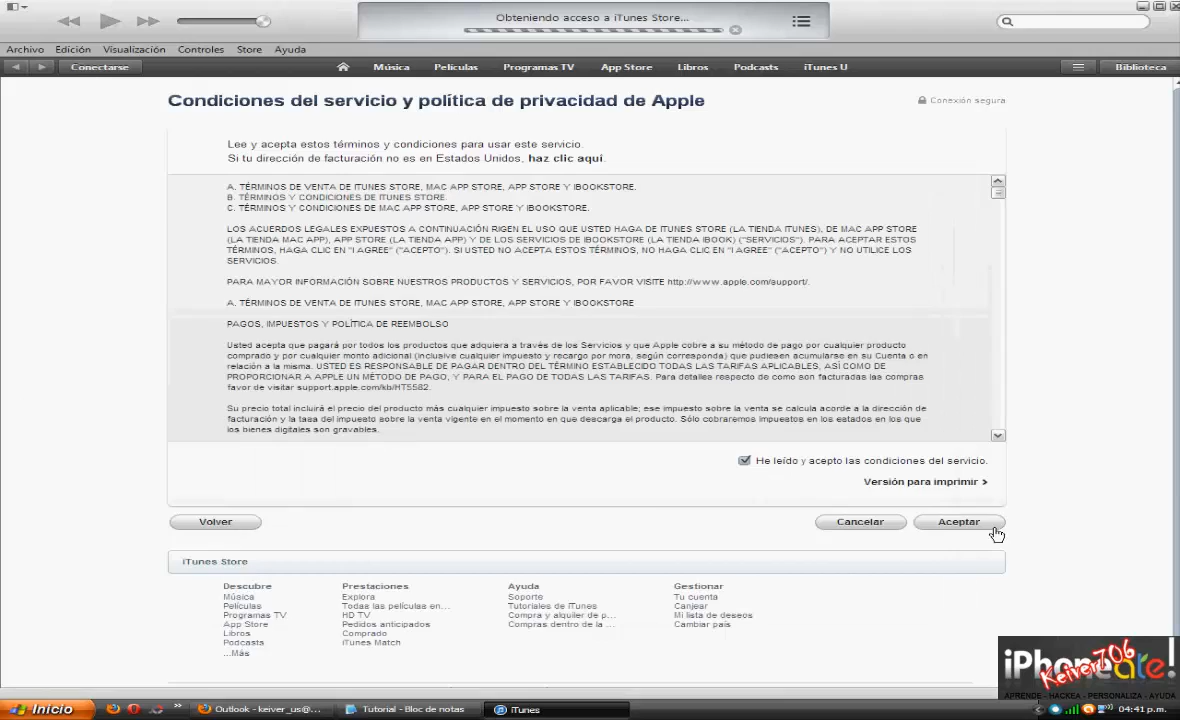 Obteniendo acceso a iTunes Store...
Archivo Edición Visualización Controles Store Ayuda
Conectarse Música Películas Programas TV App Store Libros Podcasts iTunes U Biblioteca
Condiciones del servicio y política de privacidad de Apple
Conexión segura
Lee y acepta estos términos y condiciones para usar este servicio.
Si tu dirección de facturación no es en Estados Unidos, haz clic aquí.
A. TÉRMINOS DE VENTA DE ITUNES STORE, MAC APP STORE, APP STORE Y IBOOKSTORE.
B. TÉRMINOS Y CONDICIONES DE ITUNES STORE.
C. TÉRMINOS Y CONDICIONES DE MAC APP STORE, APP STORE Y IBOOKSTORE.
LOS ACUERDOS LEGALES EXPUESTOS A CONTINUACIÓN RIGEN EL USO QUE USTED HAGA DE ITUNES STORE (LA TIENDA ITUNES), DE MAC APP STORE
(LA TIENDA MAC APP), APP STORE (LA TIENDA APP) Y DE LOS SERVICIOS DE IBOOKSTORE (LA TIENDA IBOOK) ("SERVICIOS"). PARA ACEPTAR ESTOS
TÉRMINOS, HAGA CLIC EN "I AGREE" ("ACEPTO"). SI USTED NO ACEPTA ESTOS TÉRMINOS, NO HAGA CLIC EN "I AGREE" ("ACEPTO") Y NO UTILICE LOS
SERVICIOS.
PARA MAYOR INFORMACIÓN SOBRE NUESTROS PRODUCTOS Y SERVICIOS, POR FAVOR VISITE http://www.apple.com/support/.
A. TÉRMINOS DE VENTA DE ITUNES STORE, MAC APP STORE, APP STORE Y IBOOKSTORE
PAGOS, IMPUESTOS Y POLÍTICA DE REEMBOLSO
Usted acepta que pagará por todos los productos que adquiera a través de los Servicios y que Apple cobre a su método de pago por cualquier producto
comprado y por cualquier monto adicional (inclusive cualquier impuesto y recargo por mora, según corresponda) que pudiesen acumularse en su Cuenta o en
relación a la misma. USTED ES RESPONSABLE DE PAGAR DENTRO DEL TÉRMINO ESTABLECIDO TODAS LAS TARIFAS APLICABLES, ASÍ COMO DE
PROPORCIONAR A APPLE UN MÉTODO DE PAGO, Y PARA EL PAGO DE TODAS LAS TARIFAS. Para detalles respecto de como son facturadas las compras
favor de visitar support.apple.com/kb/HT5582.
Su precio total incluirá el precio del producto más cualquier impuesto sobre la venta aplicable; ese impuesto sobre la venta se calcula acorde a la dirección de
facturación y la tasa del impuesto sobre la venta vigente en el momento en que descarga el producto. Sólo cobraremos impuestos en los estados en los que
los bienes digitales son gravables.
He leído y acepto las condiciones del servicio.
Versión para imprimir >
Volver Cancelar Aceptar
iTunes Store
Descubre Prestaciones Ayuda Gestionar
Música Explora Soporte Tu cuenta
Películas Todas las películas en... Tutoriales de iTunes Canjear
Programas TV HD TV Compra y alquiler de p... Mi lista de deseos
App Store Pedidos anticipados Compras dentro de la ... Cambiar país
Libros Comprado
Podcasts iTunes Match
...Más
iPhoneate!
Keiver706
APRENDE - HACKEA - PERSONALIZA - AYUDA
Inicio Outlook - keiver_us@... Tutorial - Bloc de notas iTunes 04:41 p.m.